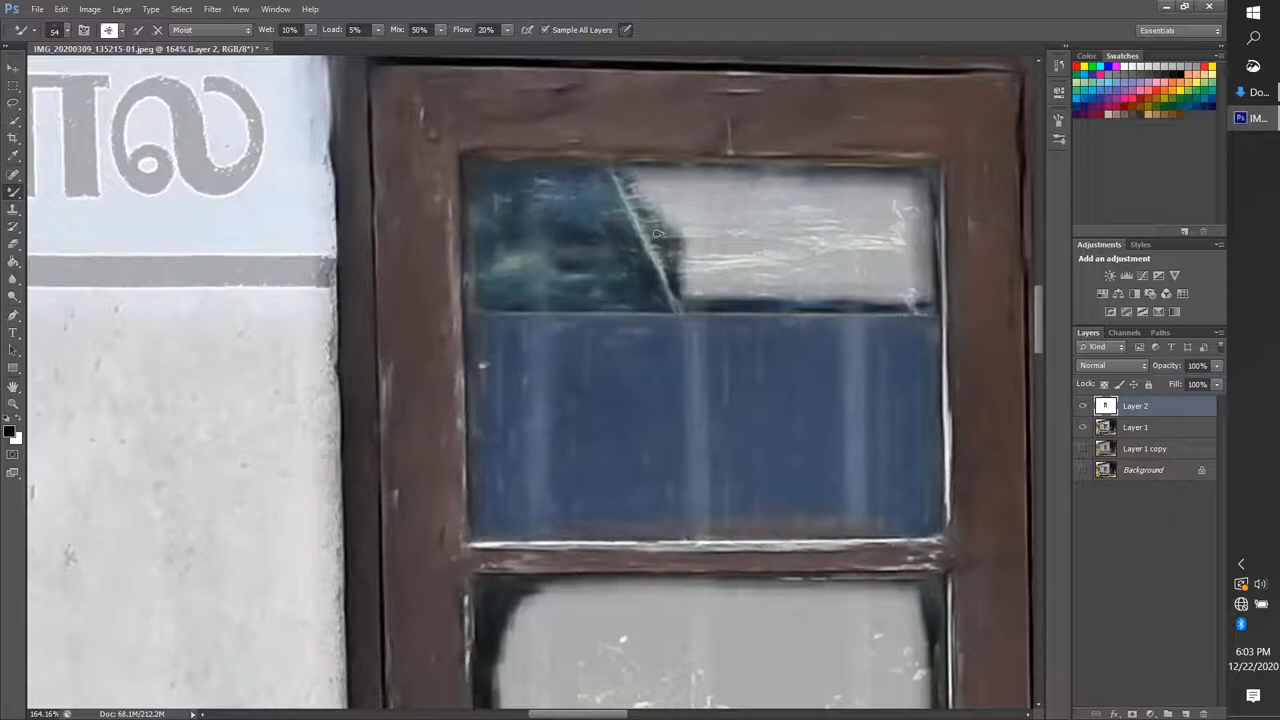 File Edit Image Layer Type Select Filter View Window Help
54 Moist Wet: 10% Load: 5% Mix: 50% Flow: 20% Sample All Layers Essentials
IMG_20200309_135215-01.jpeg @ 164% (Layer 2, RGB/8*) * ×
Color Swatches
Do...
IM...
Adjustments Styles
Add an adjustment
Layers Channels Paths
Kind
Normal Opacity: 100%
Lock: Fill: 100%
Layer 2
Layer 1
Layer 1 copy
Background
6:03 PM
12/22/2020
164.16% Doc: 68.1M/212.2M